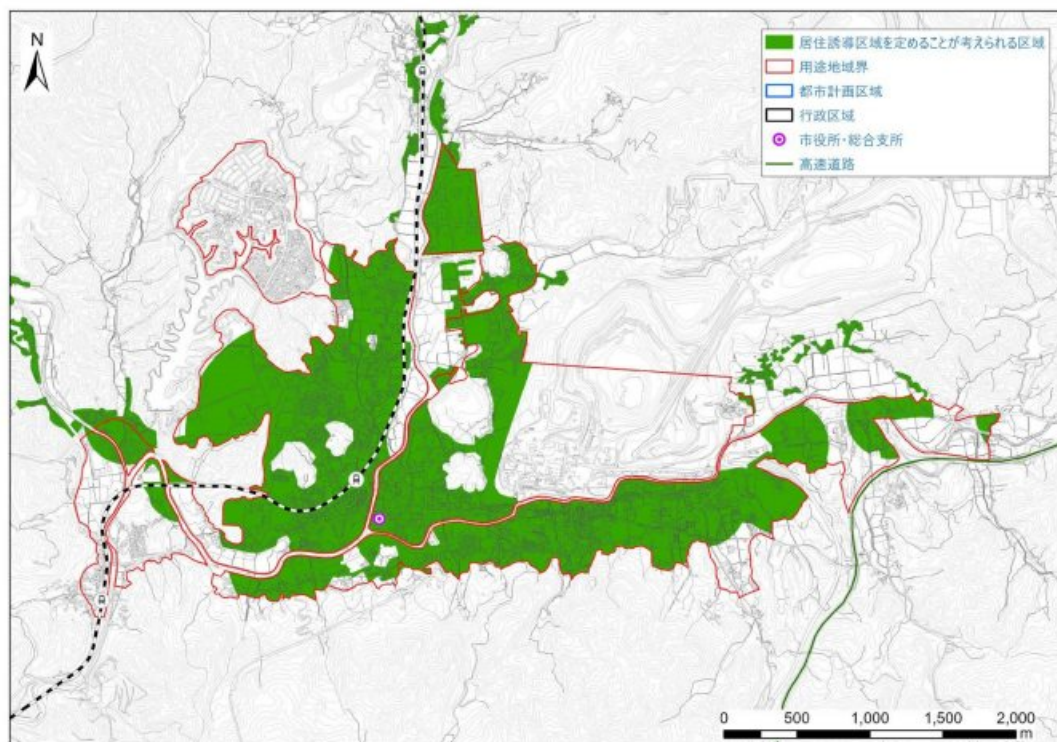 N
居住誘導区域を定めることが考えられる区域
用途地域界
都市計画区域
行政区域
市役所・総合支所
高速道路
0 500 1,000 1,500 2,000
m